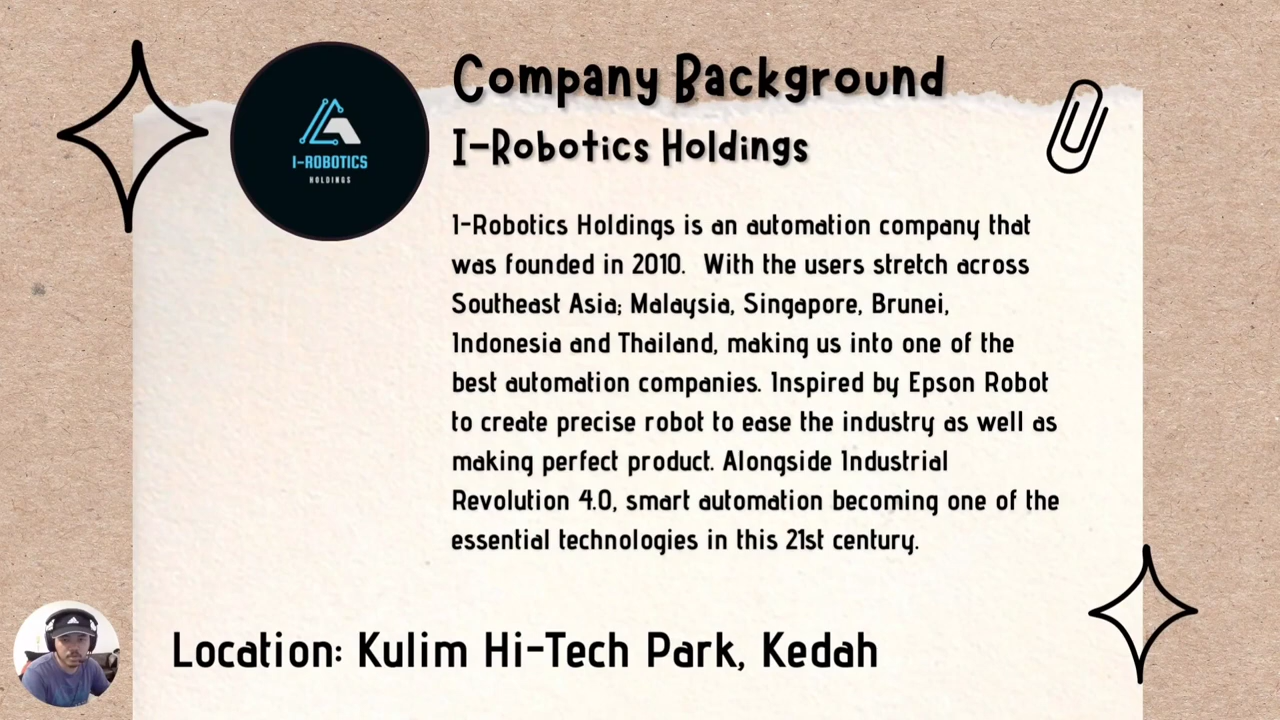 Company Background
I-Robotics Holdings
I-ROBOTICS
HOLDINGS
I-Robotics Holdings is an automation company that
was founded in 2010.  With the users stretch across
Southeast Asia; Malaysia, Singapore, Brunei,
Indonesia and Thailand, making us into one of the
best automation companies. Inspired by Epson Robot
to create precise robot to ease the industry as well as
making perfect product. Alongside Industrial
Revolution 4.0, smart automation becoming one of the
essential technologies in this 21st century.
Location: Kulim Hi-Tech Park, Kedah